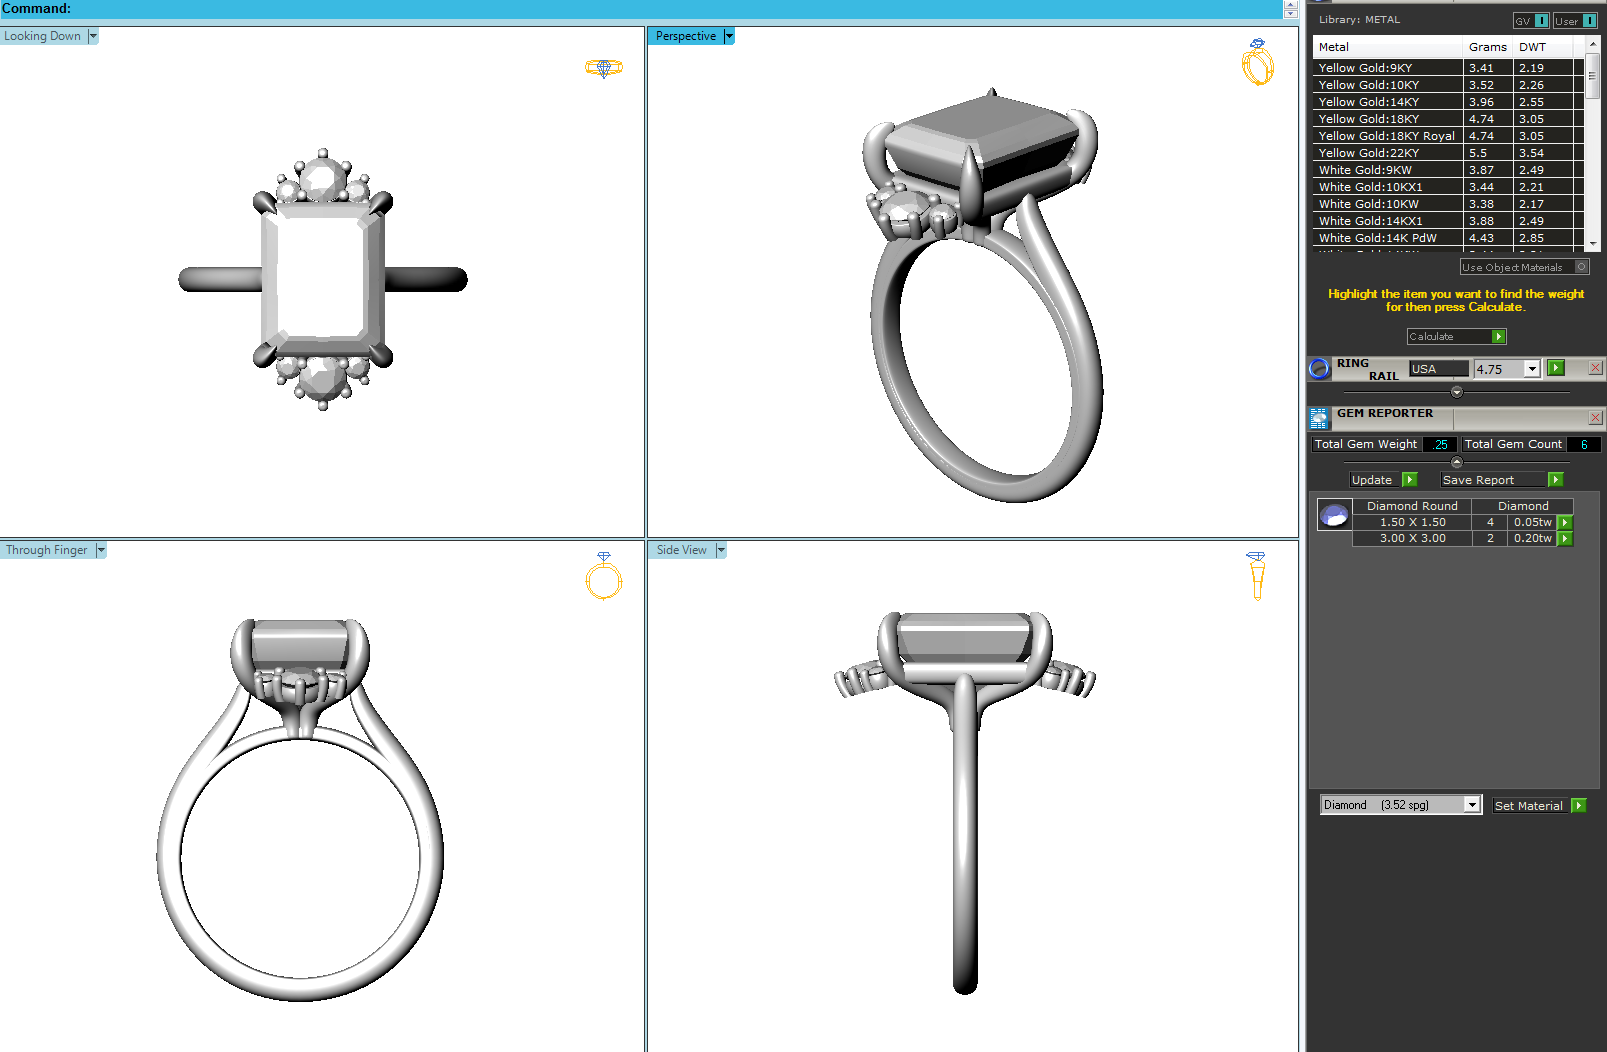 Command:
Looking Down
Perspective
Through Finger
Side View
Library: METAL
GV
User
Metal Grams DWT
Yellow Gold:9KY 3.41 2.19
Yellow Gold:10KY 3.52 2.26
Yellow Gold:14KY 3.96 2.55
Yellow Gold:18KY 4.74 3.05
Yellow Gold:18KY Royal 4.74 3.05
Yellow Gold:22KY 5.5 3.54
White Gold:9KW 3.87 2.49
White Gold:10KX1 3.44 2.21
White Gold:10KW 3.38 2.17
White Gold:14KX1 3.88 2.49
White Gold:14K PdW 4.43 2.85
Use Object Materials
Highlight the item you want to find the weight
for then press Calculate.
Calculate
RING
RAIL USA 4.75
GEM REPORTER
Total Gem Weight .25 Total Gem Count 6
Update Save Report
Diamond Round Diamond
1.50 X 1.50 4 0.05tw
3.00 X 3.00 2 0.20tw
Diamond (3.52 spg) Set Material